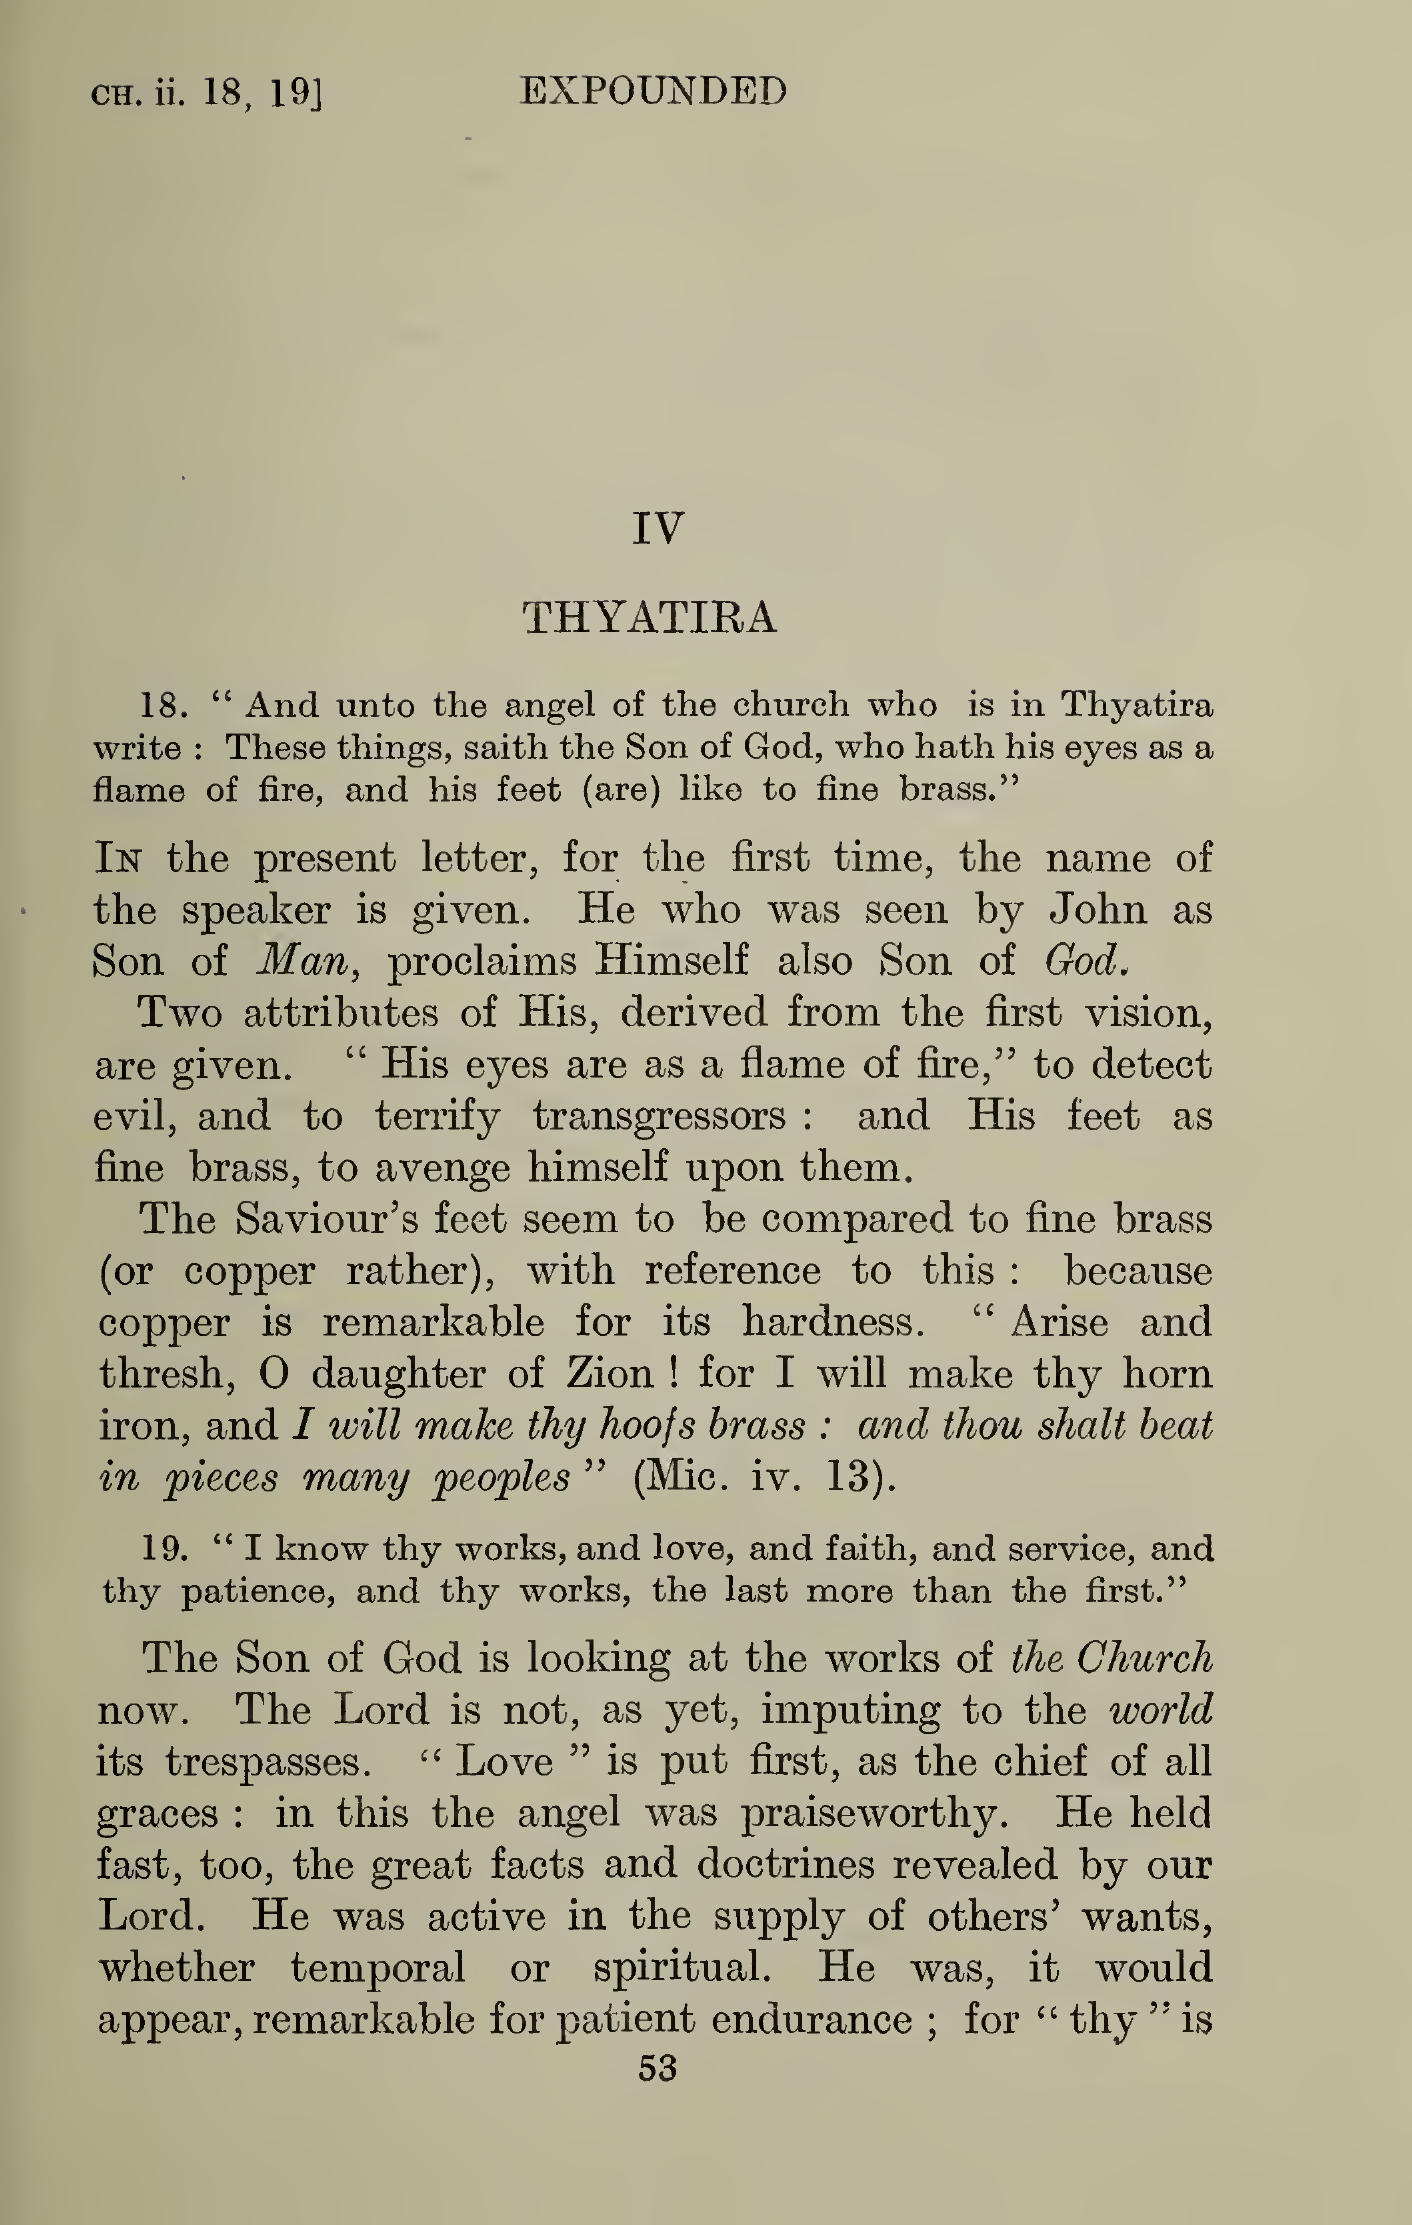 CH. ii. 18, 19] EXPOUNDED
IV
THYATIRA
18. “ And unto the angel of the church who is in Thyatira
write : These things, saith the Son of God, who hath his eyes as a
flame of fire, and his feet (are) like to fine brass.”
In the present letter, for the first time, the name of
the speaker is given. He who was seen by John as
Son of Man, proclaims Himself also Son of God.
Two attributes of His, derived from the first vision,
are given. “ His eyes are as a flame of fire,” to detect
evil, and to terrify transgressors : and His feet as
fine brass, to avenge himself upon them.
The Saviour’s feet seem to be compared to fine brass
(or copper rather), with reference to this : because
copper is remarkable for its hardness. “ Arise and
thresh, O daughter of Zion ! for I will make thy horn
iron, and I will make thy hoofs brass : and thou shalt beat
in pieces many peoples ” (Mic. iv. 13).
19. “ I know thy works, and love, and faith, and service, and
thy patience, and thy works, the last more than the first.”
The Son of God is looking at the works of the Church
now. The Lord is not, as yet, imputing to the world
its trespasses. “ Love ” is put first, as the chief of all
graces : in this the angel was praiseworthy. He held
fast, too, the great facts and doctrines revealed by our
Lord. He was active in the supply of others’ wants,
whether temporal or spiritual. He was, it would
appear, remarkable for patient endurance ; for “ thy ” is
53